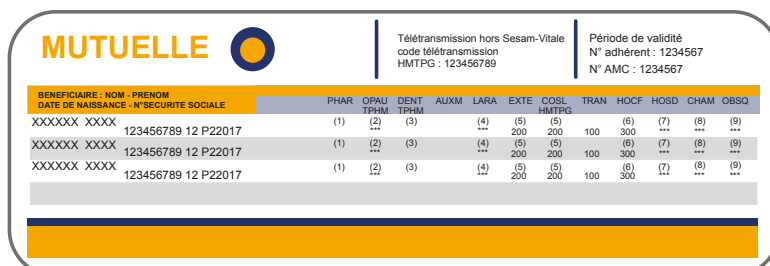 MUTUELLE
Télétransmission hors Sesam-Vitale
code télétransmission
HMTPG : 123456789
Période de validité
N° adhérent : 1234567
N° AMC : 1234567
BENEFICIAIRE : NOM - PRENOM
DATE DE NAISSANCE - N°SECURITE SOCIALE
PHAR OPAU DENT AUXM LARA EXTE COSL TRAN HOCF HOSD CHAM OBSQ
TPHM TPHM HMTPG
XXXXXX XXXX (1) (2) (3) (4) (5) (5) (6) (7) (8) (9)
123456789 12 P22017 *** *** 200 200 100 300 *** *** ***
XXXXXX XXXX (1) (2) (3) (4) (5) (5) (6) (7) (8) (9)
123456789 12 P22017 *** *** 200 200 100 300 *** *** ***
XXXXXX XXXX (1) (2) (3) (4) (5) (5) (6) (7) (8) (9)
123456789 12 P22017 *** *** 200 200 100 300 *** *** ***